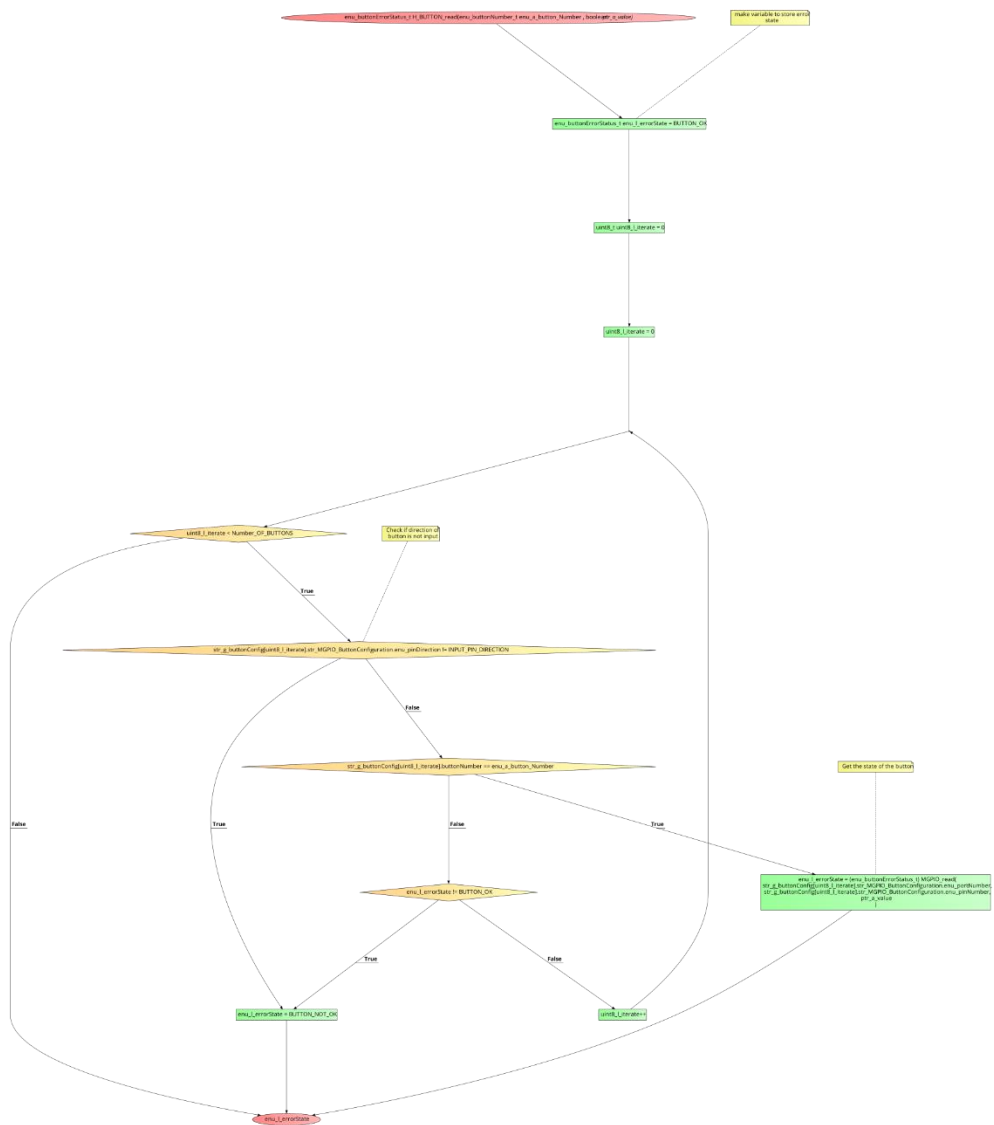 enu_buttonErrorStatus_t H_BUTTON_read(enu_buttonNumber_t enu_a_button_Number , boolean ptr_a_value)
make variable to store error
state
enu_buttonErrorStatus_t enu_l_errorState = BUTTON_OK
uint8_t uint8_l_iterate = 0
uint8_l_iterate = 0
uint8_l_iterate < Number_OF_BUTTONS
Check if direction of
button is not input
True
str_g_buttonConfig[uint8_l_iterate].str_MGPIO_ButtonConfiguration.enu_pinDirection != INPUT_PIN_DIRECTION
False
str_g_buttonConfig[uint8_l_iterate].buttonNumber == enu_a_button_Number
Get the state of the button
False
True
False
True
enu_l_errorState != BUTTON_OK
enu_l_errorState = (enu_buttonErrorStatus_t) MGPIO_read(
str_g_buttonConfig[uint8_l_iterate].str_MGPIO_ButtonConfiguration.enu_portNumber,
str_g_buttonConfig[uint8_l_iterate].str_MGPIO_ButtonConfiguration.enu_pinNumber,
ptr_a_value
)
True
False
enu_l_errorState = BUTTON_NOT_OK
uint8_l_iterate++
enu_l_errorState